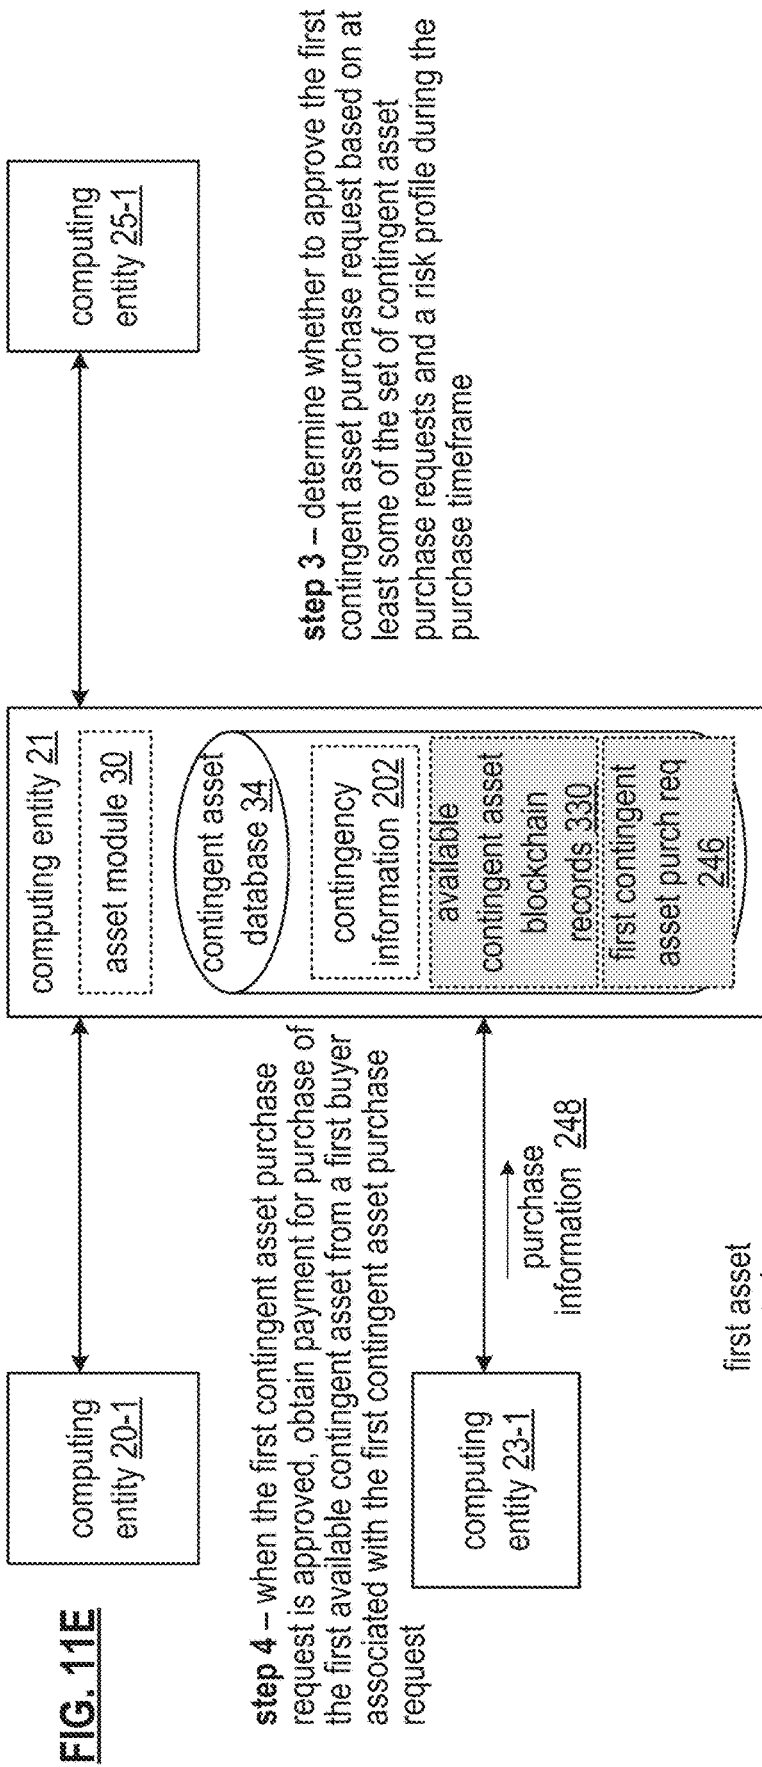 FIG. 11E
computing
entity 20-1
computing entity 21
asset module 30
computing
entity 25-1
contingent asset
database 34
contingency
information 202
available
contingent asset
blockchain
records 330
first contingent
asset purch req
246
step 3 – determine whether to approve the first
contingent asset purchase request based on at
least some of the set of contingent asset
purchase requests and a risk profile during the
purchase timeframe
step 4 – when the first contingent asset purchase
request is approved, obtain payment for purchase of
the first available contingent asset from a first buyer
associated with the first contingent asset purchase
request
computing
entity 23-1
purchase
information 248
first asset